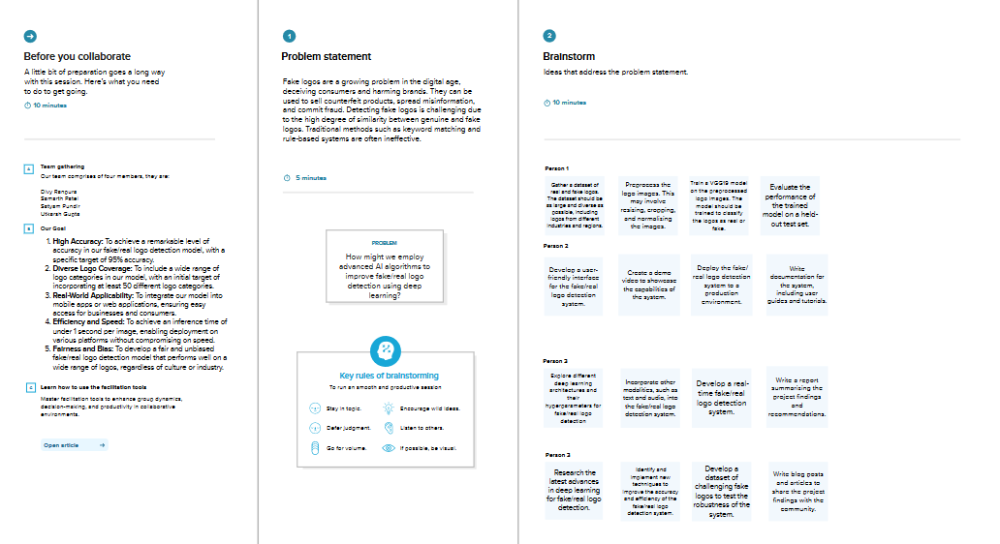 Before you collaborate
A little bit of preparation goes a long way
with this session. Here's what you need
to do to get going.
10 minutes
A
Team gathering
Our team comprises of four members, they are:
Divy Rangura
Samarth Patel
Satyam Pundir
Utkarsh Gupta
B
Our Goal
1. High Accuracy: To achieve a remarkable level of
accuracy in our fake/real logo detection model, with a
specific target of 95% accuracy.
2. Diverse Logo Coverage: To include a wide range of
logo categories in our model, with an initial target of
incorporating at least 50 different logo categories.
3. Real-World Applicability: To integrate our model into
mobile apps or web applications, ensuring easy
access for businesses and consumers.
4. Efficiency and Speed: To achieve an inference time of
under 1 second per image, enabling deployment on
various platforms without compromising on speed.
5. Fairness and Bias: To develop a fair and unbiased
fake/real logo detection model that performs well on a
wide range of logos, regardless of culture or industry.
C
Learn how to use the facilitation tools
Master facilitation tools to enhance group dynamics,
decision-making, and productivity in collaborative
environments.
Open article
1
Problem statement
Fake logos are a growing problem in the digital age,
deceiving consumers and harming brands. They can be
used to sell counterfeit products, spread misinformation,
and commit fraud. Detecting fake logos is challenging due
to the high degree of similarity between genuine and fake
logos. Traditional methods such as keyword matching and
rule-based systems are often ineffective.
5 minutes
PROBLEM
How might we employ
advanced AI algorithms to
improve fake/real logo
detection using deep
learning?
Key rules of brainstorming
To run an smooth and productive session
Stay in topic.
Encourage wild ideas.
Defer judgment.
Listen to others.
Go for volume.
If possible, be visual.
2
Brainstorm
Ideas that address the problem statement.
10 minutes
Person 1
Gather a dataset of
real and fake logos.
The dataset should be
as large and diverse as
possible, including
logos from different
industries and regions.
Preprocess the
logo images. This
may involve
resizing, cropping,
and normalizing
the images.
Train a VGG19 model
on the preprocessed
logo images. The
model should be
trained to classify
the logos as real or
fake.
Evaluate the
performance of
the trained
model on a held-
out test set.
Person 2
Develop a user-
friendly interface
for the fake/real
logo detection
system.
Create a demo
video to showcase
the capabilities of
the system.
Deploy the fake/
real logo detection
system to a
production
environment.
Write
documentation for
the system,
including user
guides and tutorials.
Person 3
Explore different
deep learning
architectures and
their
hyperparameters for
fake/real logo
detection
Incorporate other
modalities, such as
text and audio, into
the fake/real logo
detection system.
Develop a real-
time fake/real
logo detection
system.
Write a report
summarizing the
project findings
and
recommendations.
Person 3
Research the
latest advances
in deep learning
for fake/real logo
detection.
Identify and
implement new
techniques to
improve the accuracy
and efficiency of the
fake/real logo
detection system.
Develop a
dataset of
challenging fake
logos to test the
robustness of the
system.
Write blog posts
and articles to
share the project
findings with the
community.